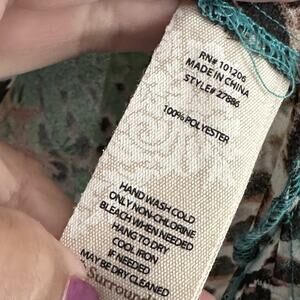 RN# 101206
MADE IN CHINA
STYLE# 27686
100% POLYESTER
HAND WASH COLD
ONLY NON-CHLORINE
BLEACH WHEN NEEDED
HANG TO DRY
COOL IRON
IF NEEDED
MAY BE DRY CLEANED